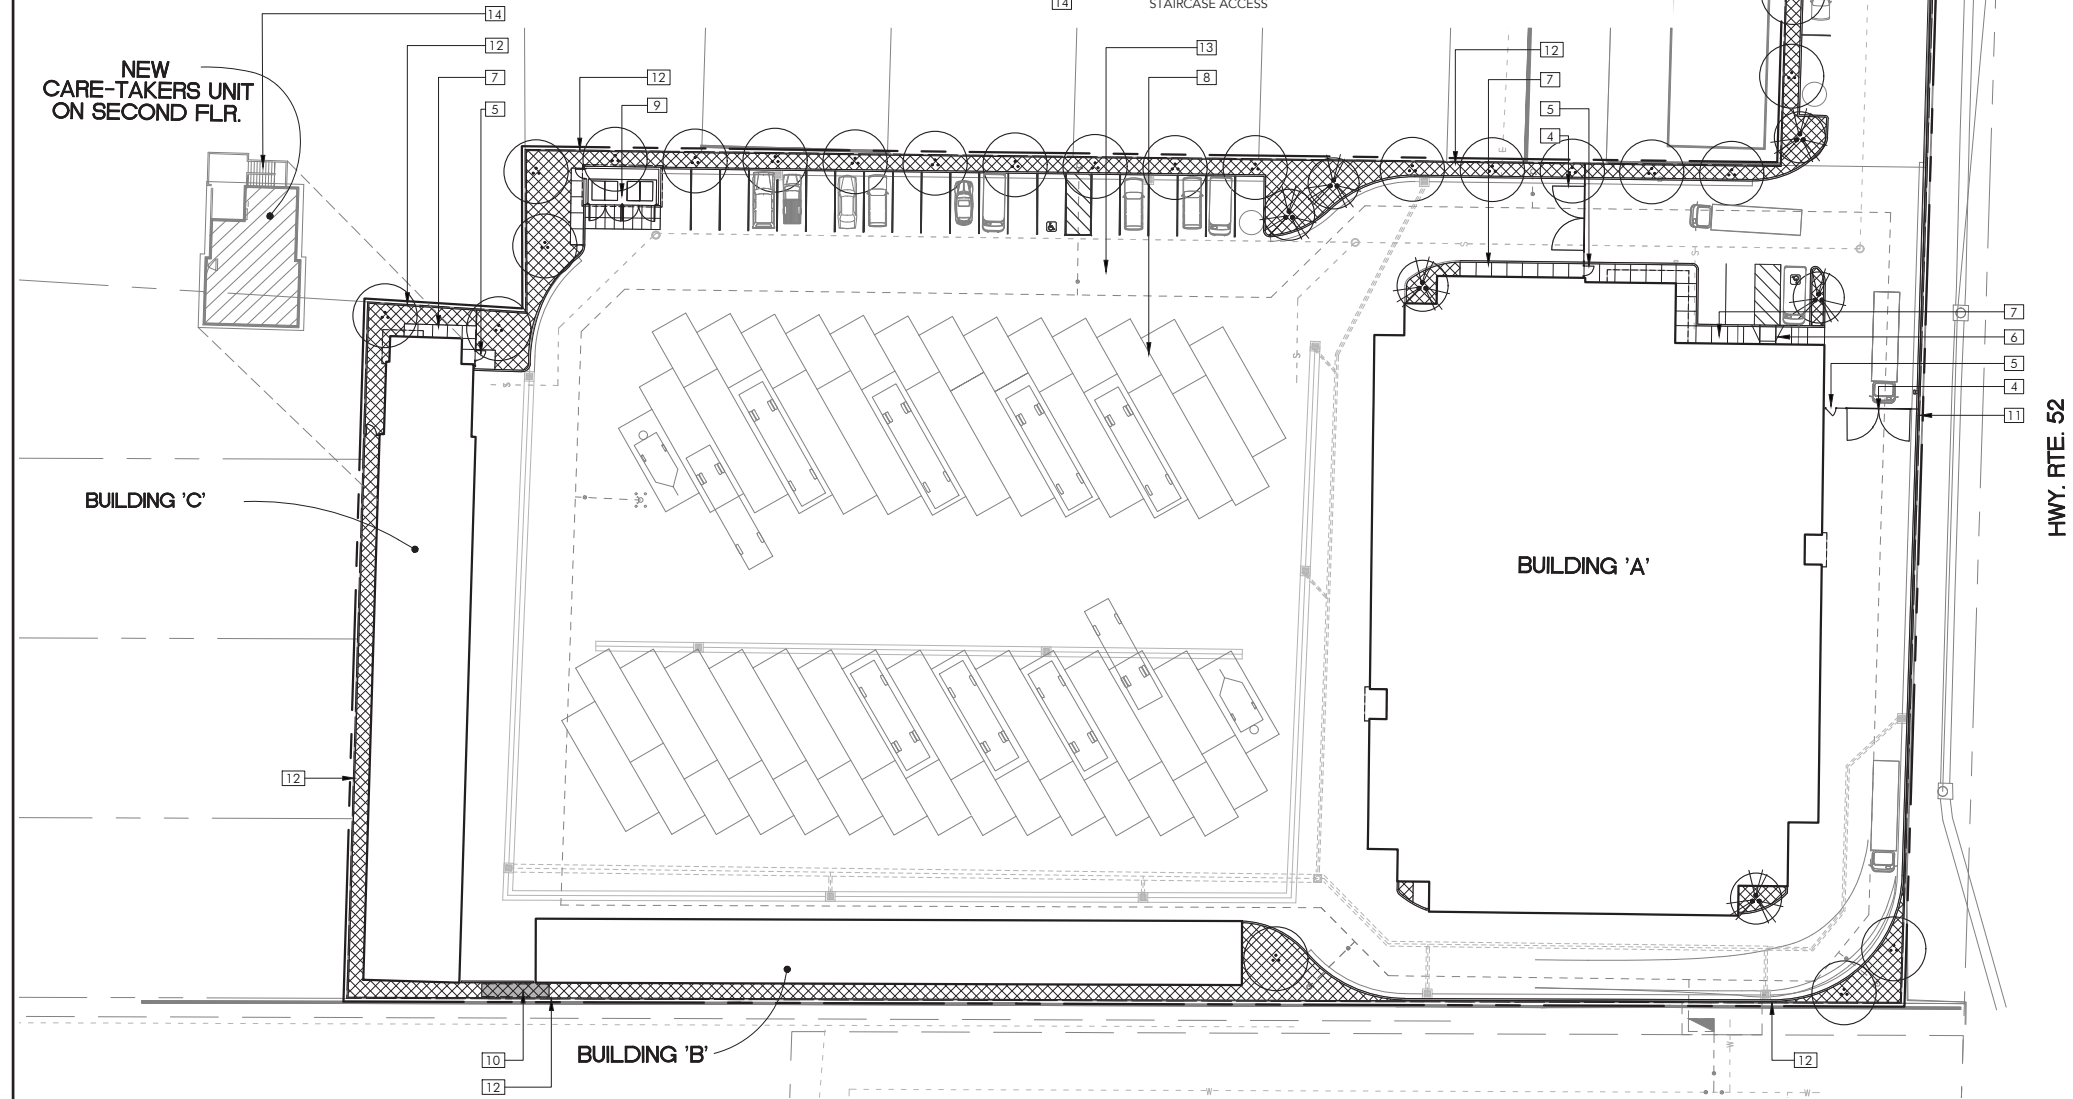 14
STAIRCASE ACCESS
14
12
7
5
NEW
CARE-TAKERS UNIT
ON SECOND FLR.
12
9
13
8
12
7
5
4
7
6
5
4
11
HWY. RTE. 52
BUILDING 'C'
BUILDING 'A'
12
10
12
BUILDING 'B'
12
S
S
S
S
E
W
W
W